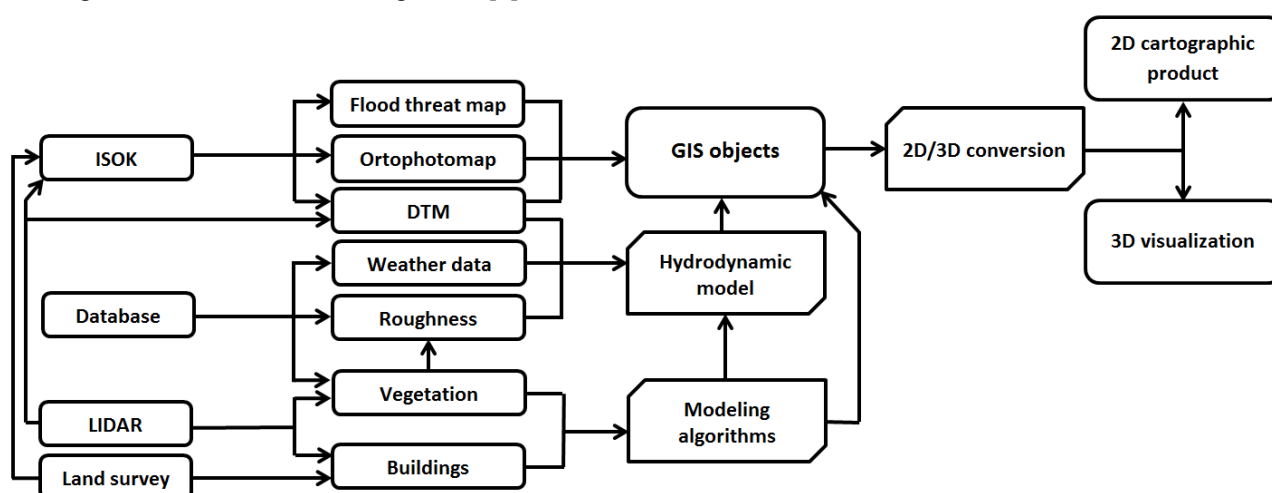 2D cartographic
product
Flood threat map
ISOK
Ortophotomap
GIS objects
2D/3D conversion
DTM
Weather data
Hydrodynamic
model
3D visualization
Database
Roughness
Vegetation
LIDAR
Modeling
algorithms
Buildings
Land survey